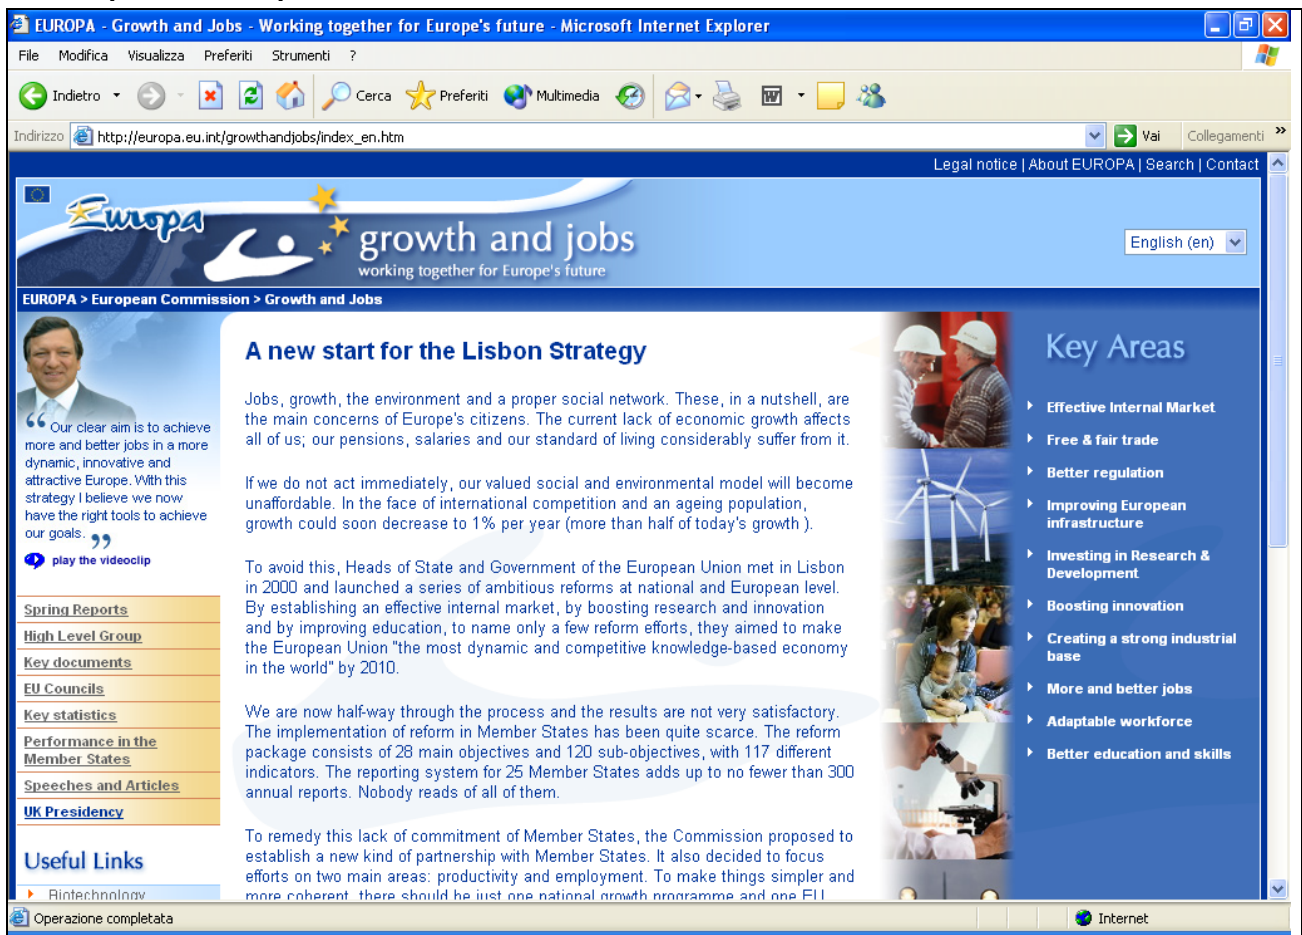 EUROPA - Growth and Jobs - Working together for Europe's future - Microsoft Internet Explorer
File Modifica Visualizza Preferiti Strumenti ?
Indietro Cerca Preferiti Multimedia
Indirizzo http://europa.eu.int/growthandjobs/index_en.htm Vai Collegamenti »
Legal notice | About EUROPA | Search | Contact
Europa
growth and jobs
working together for Europe's future
English (en)
EUROPA > European Commission > Growth and Jobs
“ Our clear aim is to achieve
more and better jobs in a more
dynamic, innovative and
attractive Europe. With this
strategy I believe we now
have the right tools to achieve
our goals. ”
play the videoclip
Spring Reports
High Level Group
Key documents
EU Councils
Key statistics
Performance in the
Member States
Speeches and Articles
UK Presidency
Useful Links
Biotechnology
A new start for the Lisbon Strategy
Jobs, growth, the environment and a proper social network. These, in a nutshell, are
the main concerns of Europe's citizens. The current lack of economic growth affects
all of us; our pensions, salaries and our standard of living considerably suffer from it.
If we do not act immediately, our valued social and environmental model will become
unaffordable. In the face of international competition and an ageing population,
growth could soon decrease to 1% per year (more than half of today's growth ).
To avoid this, Heads of State and Government of the European Union met in Lisbon
in 2000 and launched a series of ambitious reforms at national and European level.
By establishing an effective internal market, by boosting research and innovation
and by improving education, to name only a few reform efforts, they aimed to make
the European Union "the most dynamic and competitive knowledge-based economy
in the world" by 2010.
We are now half-way through the process and the results are not very satisfactory.
The implementation of reform in Member States has been quite scarce. The reform
package consists of 28 main objectives and 120 sub-objectives, with 117 different
indicators. The reporting system for 25 Member States adds up to no fewer than 300
annual reports. Nobody reads of all of them.
To remedy this lack of commitment of Member States, the Commission proposed to
establish a new kind of partnership with Member States. It also decided to focus
efforts on two main areas: productivity and employment. To make things simpler and
more coherent, there should be just one national growth programme and one EU
Key Areas
Effective Internal Market
Free & fair trade
Better regulation
Improving European
infrastructure
Investing in Research &
Development
Boosting innovation
Creating a strong industrial
base
More and better jobs
Adaptable workforce
Better education and skills
Operazione completata Internet